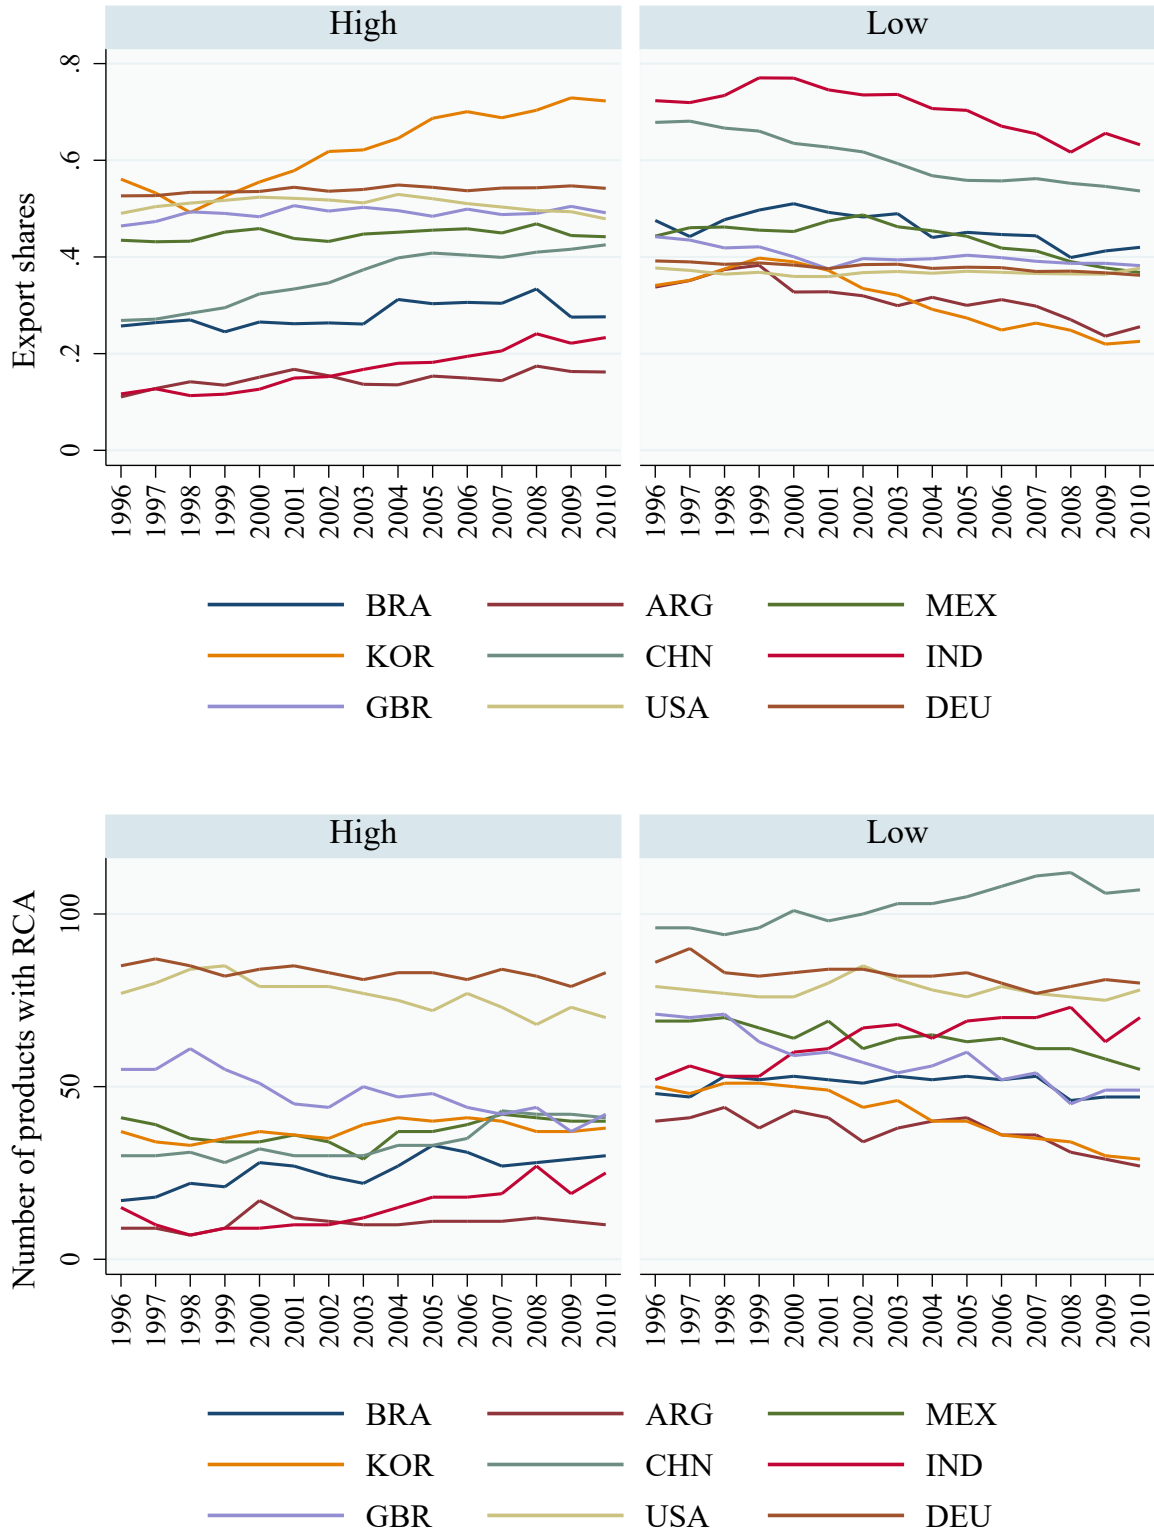 High Low
Export shares
.8
.6
.4
.2
0
1996 1997 1998 1999 2000 2001 2002 2003 2004 2005 2006 2007 2008 2009 2010 1996 1997 1998 1999 2000 2001 2002 2003 2004 2005 2006 2007 2008 2009 2010
BRA ARG MEX
KOR CHN IND
GBR USA DEU
High Low
Number of products with RCA
100
50
0
1996 1997 1998 1999 2000 2001 2002 2003 2004 2005 2006 2007 2008 2009 2010 1996 1997 1998 1999 2000 2001 2002 2003 2004 2005 2006 2007 2008 2009 2010
BRA ARG MEX
KOR CHN IND
GBR USA DEU